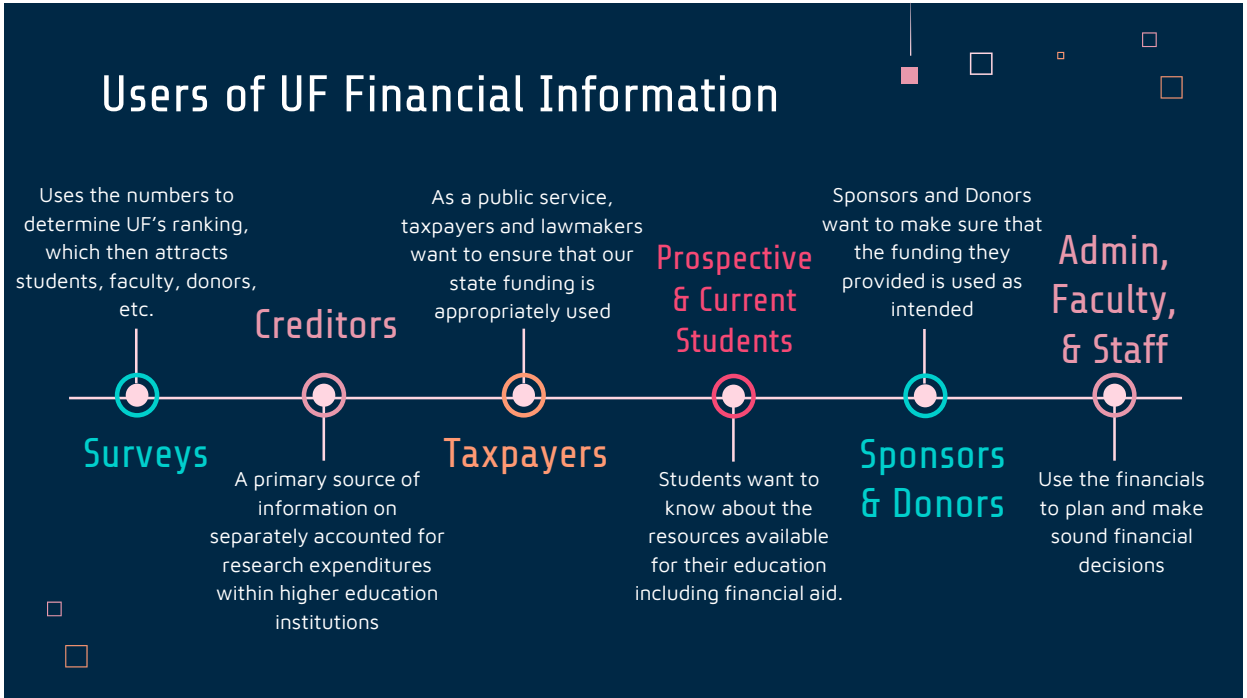 Users of UF Financial Information
Uses the numbers to
determine UF’s ranking,
which then attracts
students, faculty, donors,
etc.
Surveys
Creditors
A primary source of
information on
separately accounted for
research expenditures
within higher education
institutions
As a public service,
taxpayers and lawmakers
want to ensure that our
state funding is
appropriately used
Taxpayers
Prospective
& Current
Students
Students want to
know about the
resources available
for their education
including financial aid.
Sponsors and Donors
want to make sure that
the funding they
provided is used as
intended
Sponsors
& Donors
Admin,
Faculty,
& Staff
Use the financials
to plan and make
sound financial
decisions